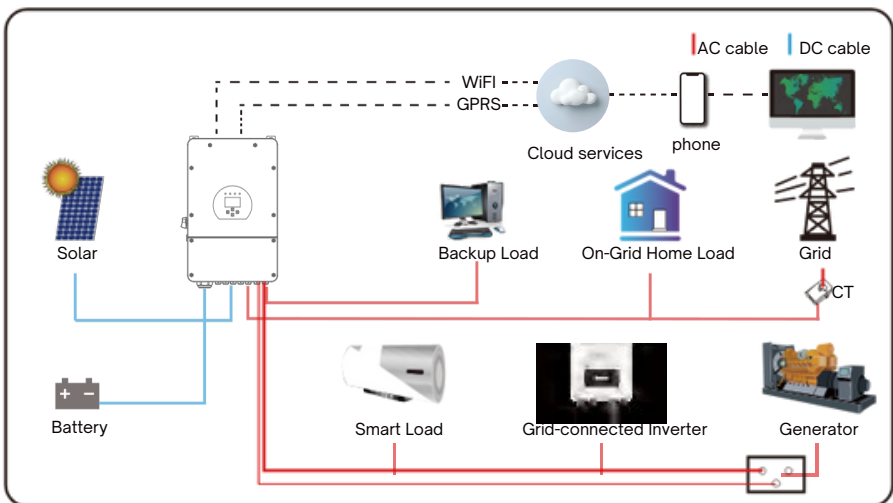 AC cable
DC cable
WiFI
GPRS
Cloud services
phone
Solar
Backup Load
On-Grid Home Load
Grid
CT
Battery
Smart Load
Grid-connected Inverter
Generator